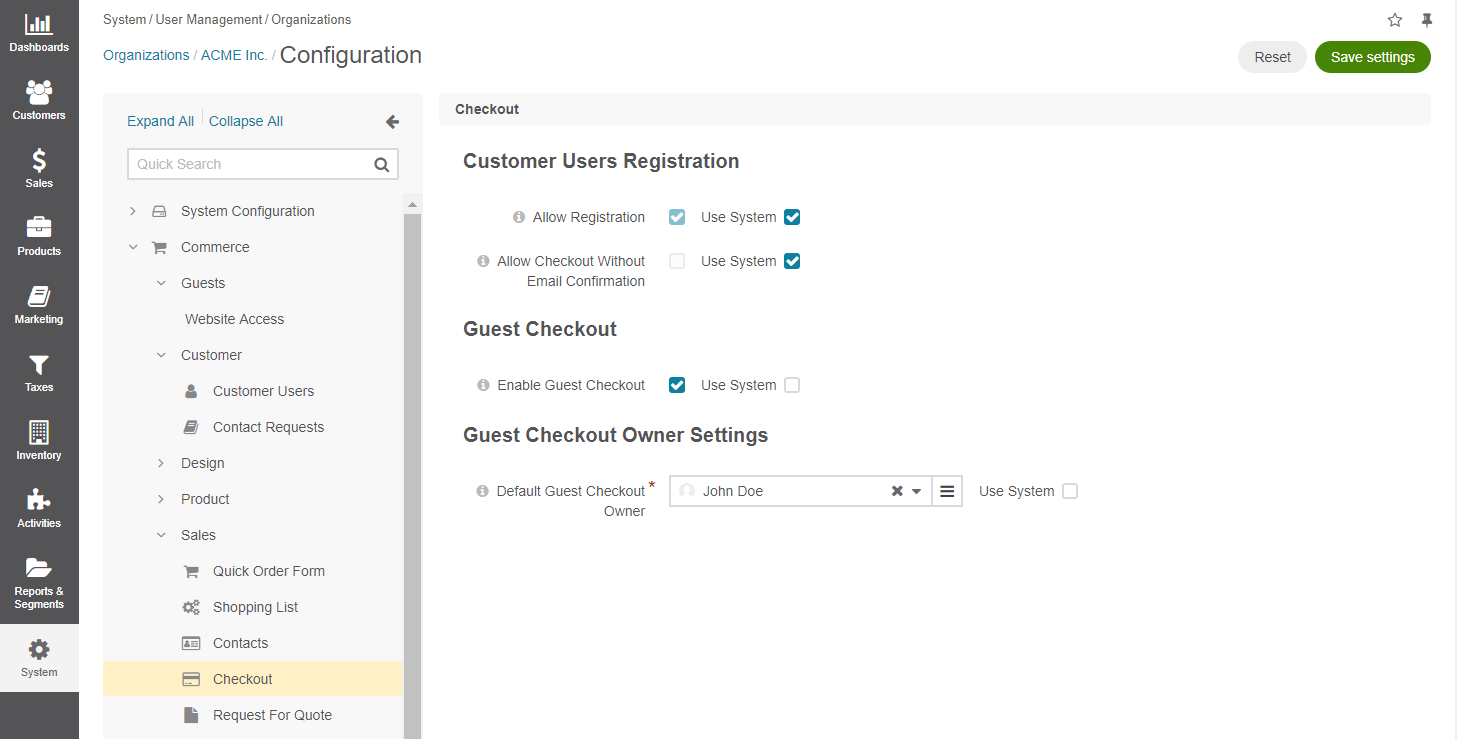 Dashboards
Customers
Sales
Products
Marketing
Taxes
Inventory
Activities
Reports &
Segments
System
System / User Management / Organizations
Organizations / ACME Inc. / Configuration
Reset
Save settings
Expand All
Collapse All
Quick Search
System Configuration
Commerce
Guests
Website Access
Customer
Customer Users
Contact Requests
Design
Product
Sales
Quick Order Form
Shopping List
Contacts
Checkout
Request For Quote
Checkout
Customer Users Registration
Allow Registration
Use System
Allow Checkout Without
Email Confirmation
Use System
Guest Checkout
Enable Guest Checkout
Use System
Guest Checkout Owner Settings
Default Guest Checkout *
Owner
John Doe
Use System